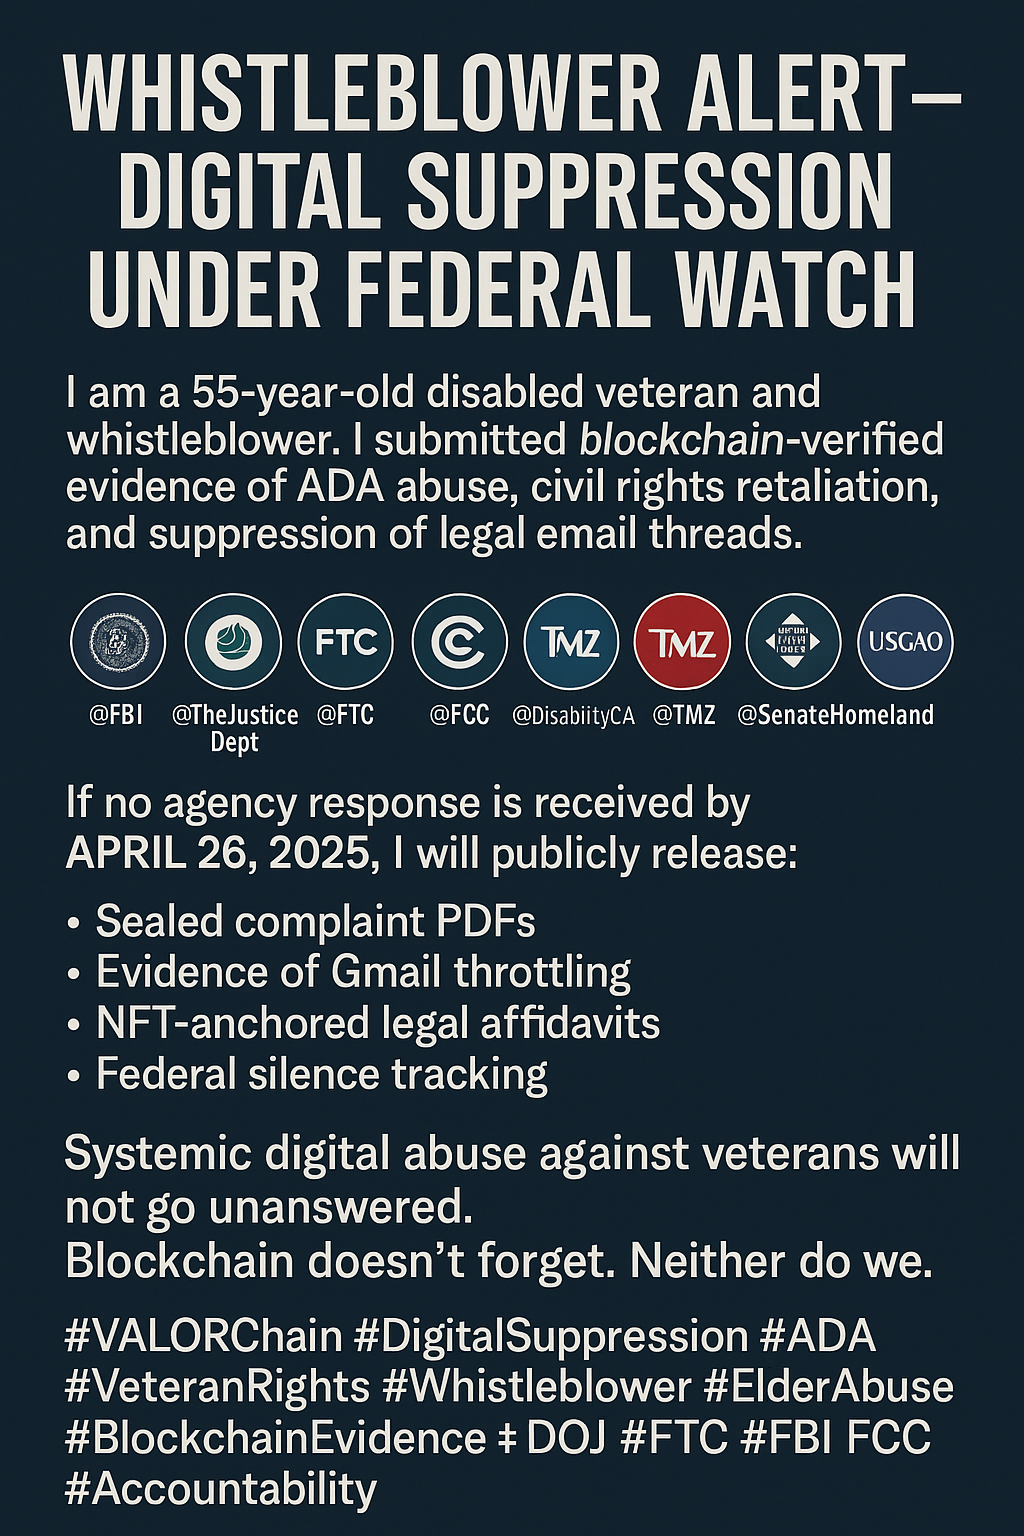 WHISTLEBLOWER ALERT—
DIGITAL SUPPRESSION
UNDER FEDERAL WATCH
I am a 55-year-old disabled veteran and
whistleblower. I submitted blockchain-verified
evidence of ADA abuse, civil rights retaliation,
and suppression of legal email threads.
FTC TMZ TMZ USGAO
@FBI @TheJustice @FTC @FCC @DisabiityCA @TMZ @SenateHomeland
Dept
If no agency response is received by
APRIL 26, 2025, I will publicly release:
• Sealed complaint PDFs
• Evidence of Gmail throttling
• NFT-anchored legal affidavits
• Federal silence tracking
Systemic digital abuse against veterans will
not go unanswered.
Blockchain doesn’t forget. Neither do we.
#VALORChain #DigitalSuppression #ADA
#VeteranRights #Whistleblower #ElderAbuse
#BlockchainEvidence ‡ DOJ #FTC #FBI FCC
#Accountability